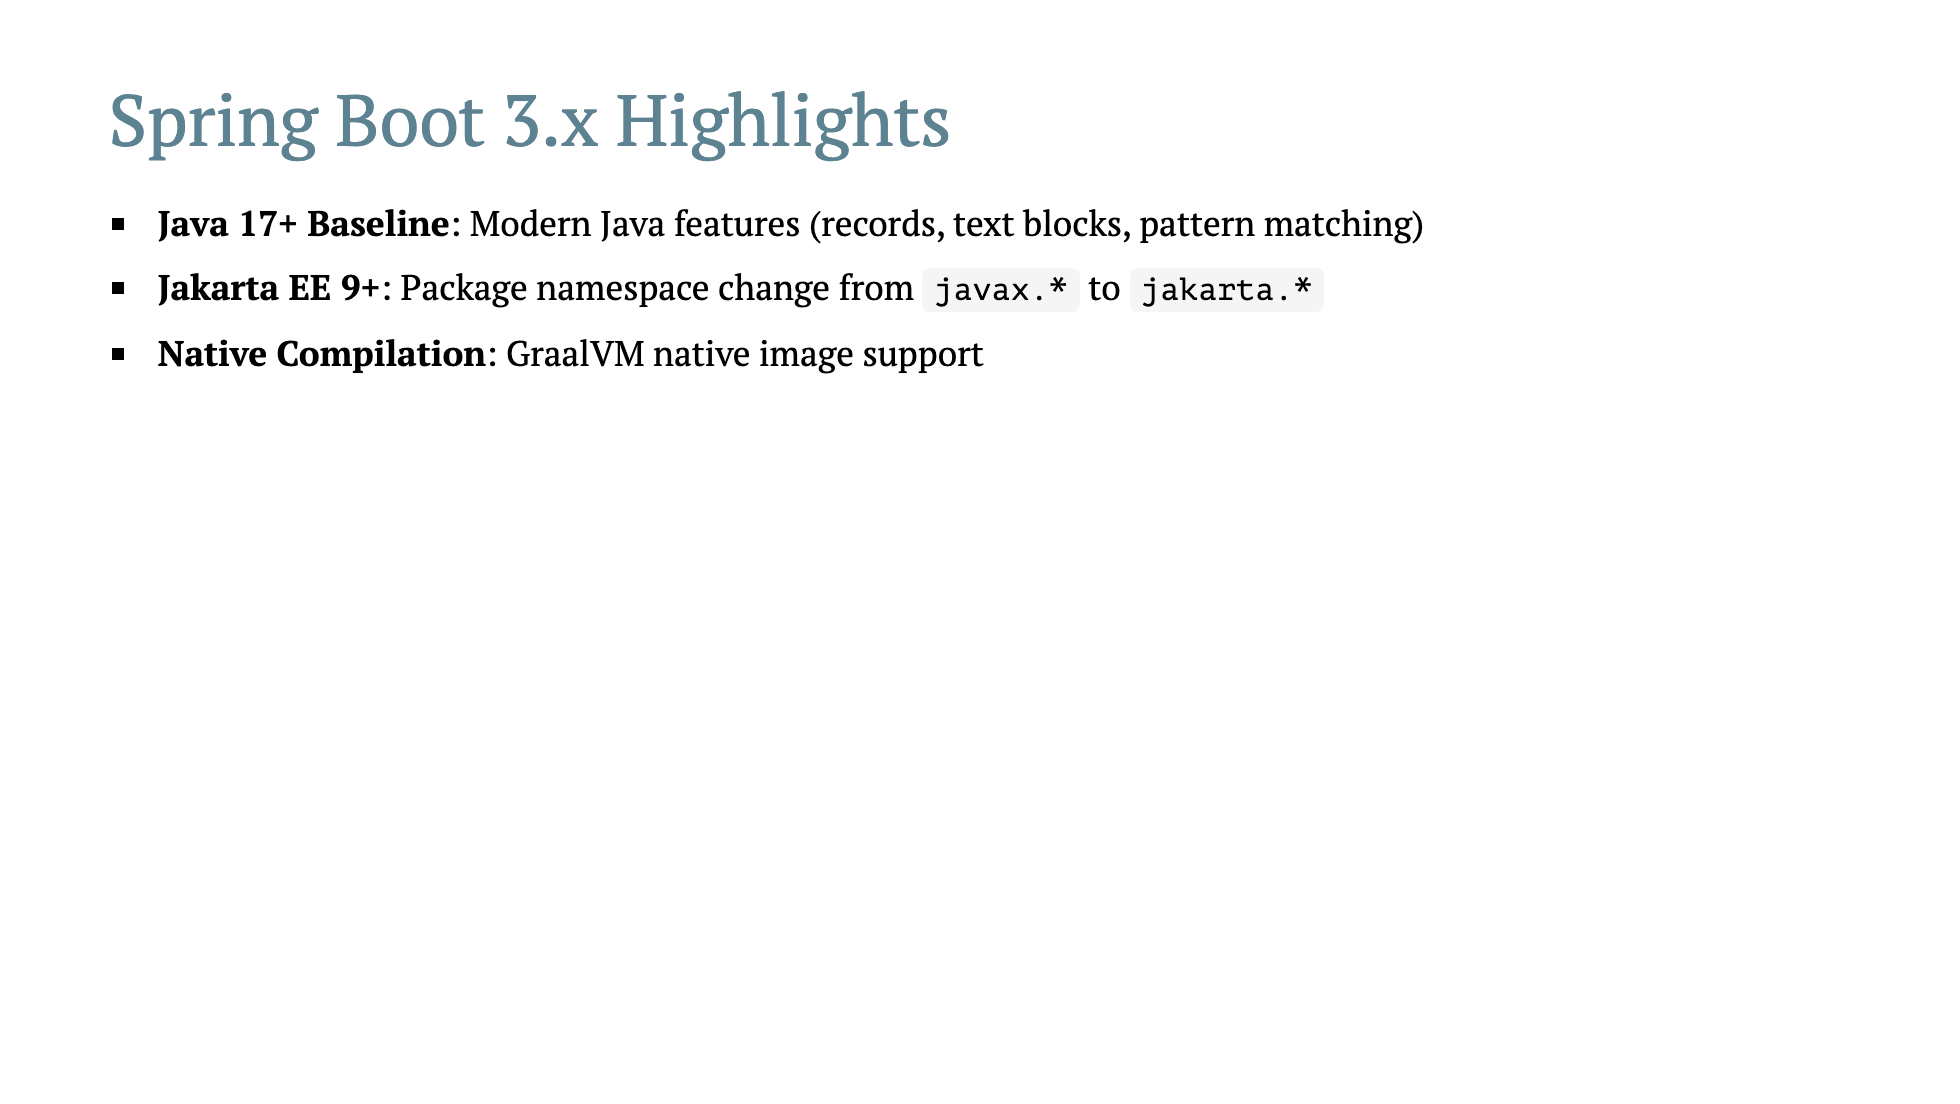 Spring Boot 3.x Highlights
▪ Java 17+ Baseline: Modern Java features (records, text blocks, pattern matching)
▪ Jakarta EE 9+: Package namespace change from javax.* to jakarta.*
▪ Native Compilation: GraalVM native image support